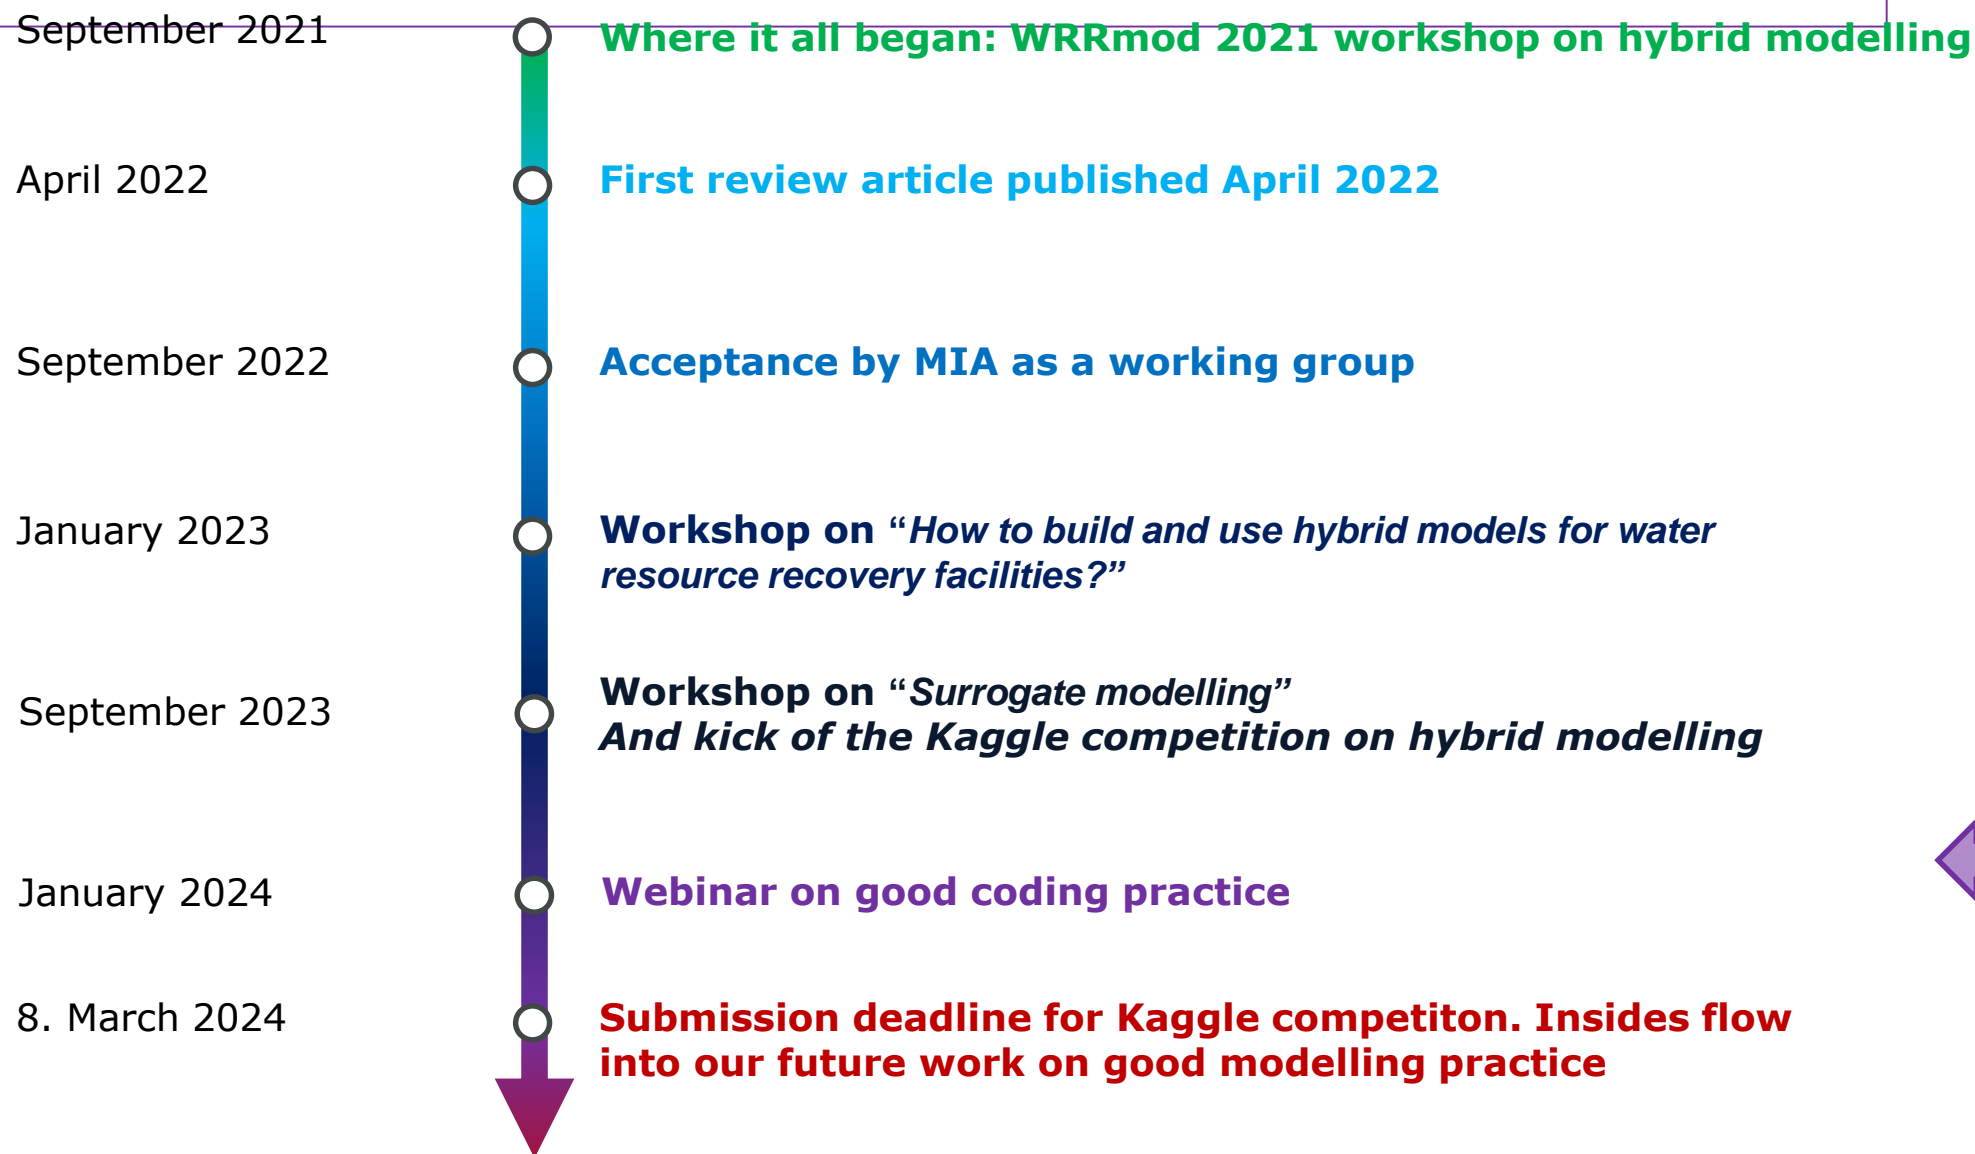 September 2021
Where it all began: WRRmod 2021 workshop on hybrid modelling
April 2022
First review article published April 2022
September 2022
Acceptance by MIA as a working group
January 2023
Workshop on “How to build and use hybrid models for water
resource recovery facilities?”
September 2023
Workshop on “Surrogate modelling”
And kick of the Kaggle competition on hybrid modelling
January 2024
Webinar on good coding practice
8. March 2024
Submission deadline for Kaggle competiton. Insides flow
into our future work on good modelling practice